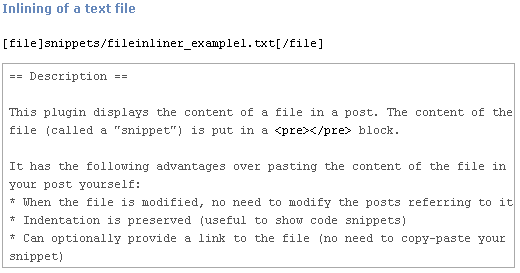 Inlining of a text file
[file]snippets/fileinliner_example1.txt[/file]
== Description ==
This plugin displays the content of a file in a post. The content of the
file (called a "snippet") is put in a <pre></pre> block.
It has the following advantages over pasting the content of the file in
your post yourself:
* When the file is modified, no need to modify the posts referring to it
* Indentation is preserved (useful to show code snippets)
* Can optionally provide a link to the file (no need to copy-paste your
snippet)